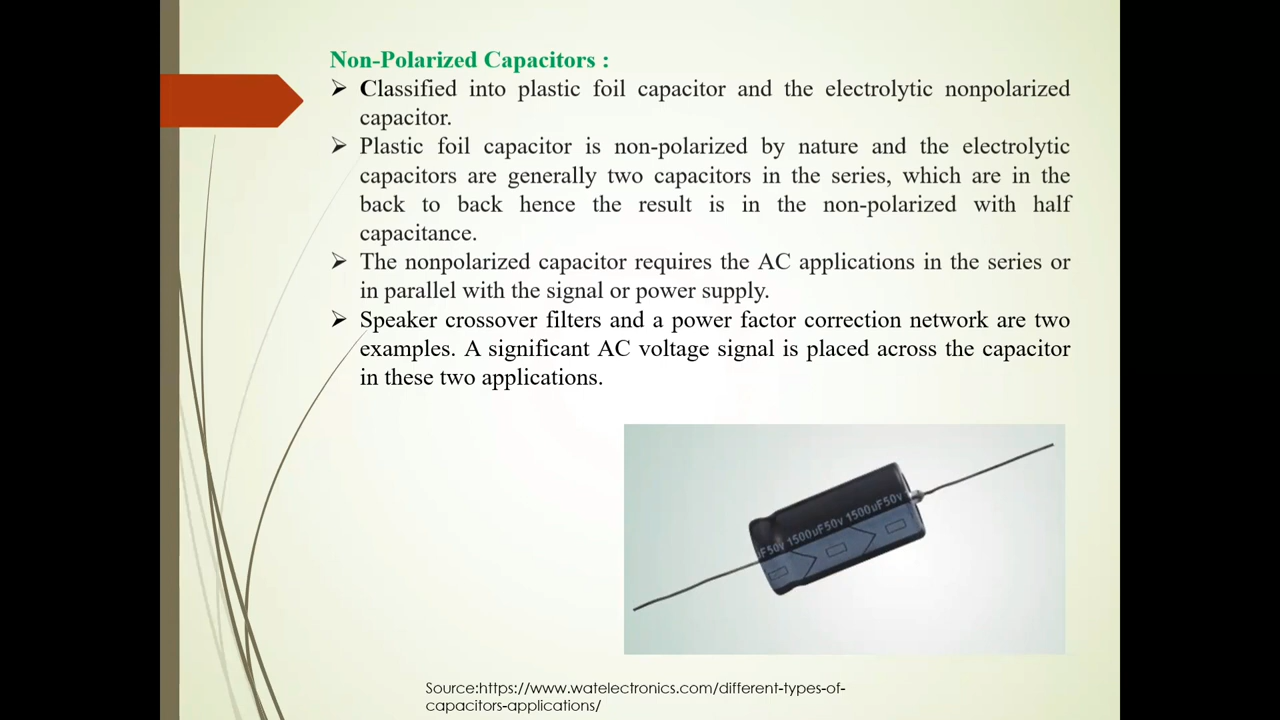 Non-Polarized Capacitors :
➢ Classified into plastic foil capacitor and the electrolytic nonpolarized
capacitor.
➢ Plastic foil capacitor is non-polarized by nature and the electrolytic
capacitors are generally two capacitors in the series, which are in the
back to back hence the result is in the non-polarized with half
capacitance.
➢ The nonpolarized capacitor requires the AC applications in the series or
in parallel with the signal or power supply.
➢ Speaker crossover filters and a power factor correction network are two
examples. A significant AC voltage signal is placed across the capacitor
in these two applications.
µF50v 1500µF50v 1500µF50v
Source:https://www.watelectronics.com/different-types-of-
capacitors-applications/